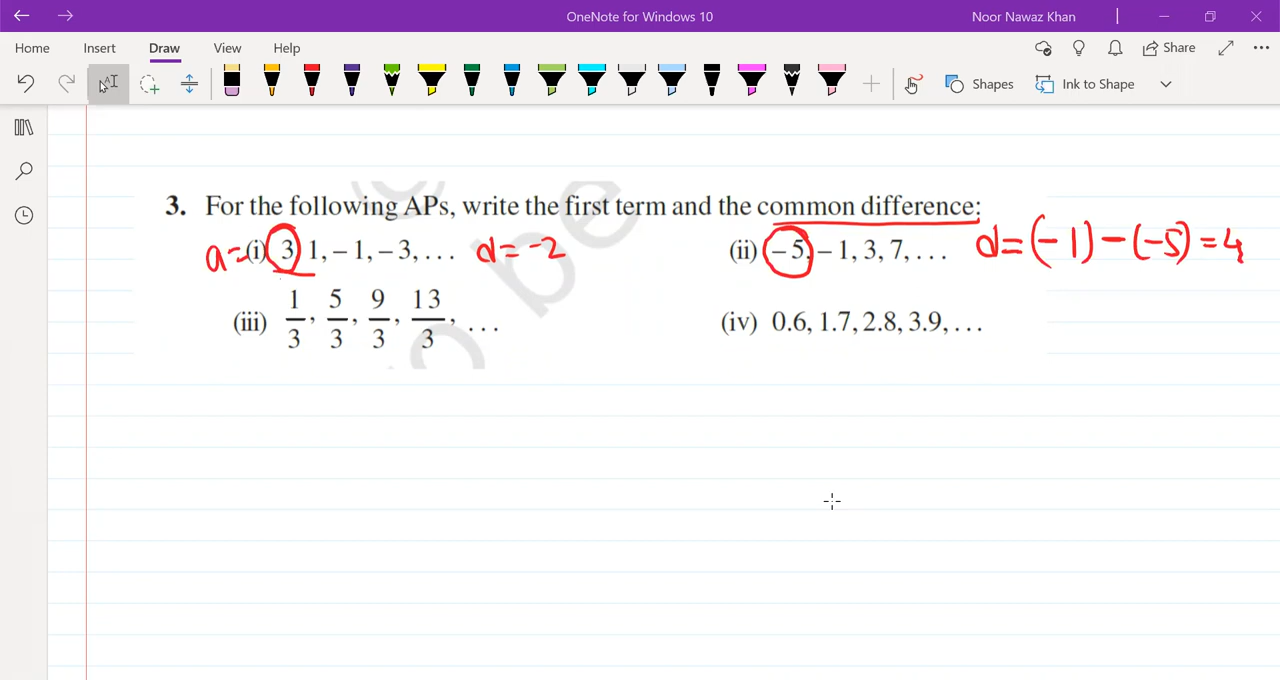 OneNote for Windows 10
Noor Nawaz Khan
Home Insert Draw View Help
Share
Shapes Ink to Shape
3. For the following APs, write the first term and the common difference:
a= (i) 3, 1, – 1, – 3, . . . d = -2
(ii) – 5, – 1, 3, 7, . . . d = (-1) - (-5) = 4
(iii) 1/3, 5/3, 9/3, 13/3, . . .
(iv) 0.6, 1.7, 2.8, 3.9, . . .